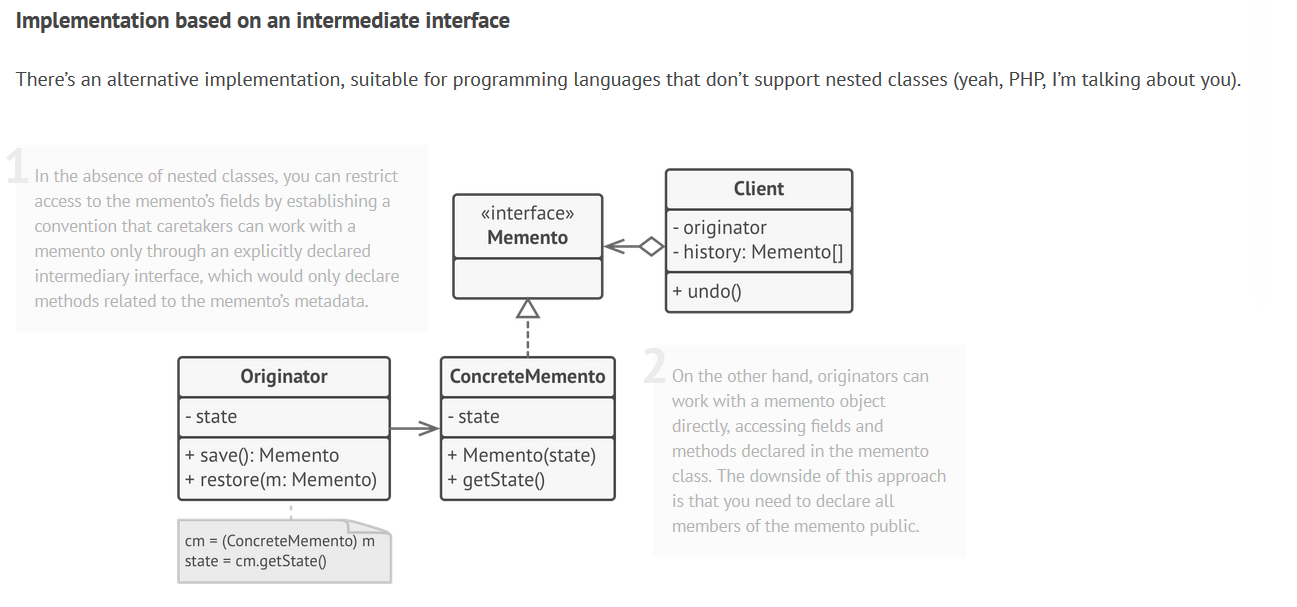 Implementation based on an intermediate interface
There’s an alternative implementation, suitable for programming languages that don’t support nested classes (yeah, PHP, I’m talking about you).
1
In the absence of nested classes, you can restrict
access to the memento’s fields by establishing a
convention that caretakers can work with a
memento only through an explicitly declared
intermediary interface, which would only declare
methods related to the memento’s metadata.
«interface»
Memento
Client
- originator
- history: Memento[]
+ undo()
Originator
- state
+ save(): Memento
+ restore(m: Memento)
cm = (ConcreteMemento) m
state = cm.getState()
ConcreteMemento
- state
+ Memento(state)
+ getState()
2
On the other hand, originators can
work with a memento object
directly, accessing fields and
methods declared in the memento
class. The downside of this approach
is that you need to declare all
members of the memento public.